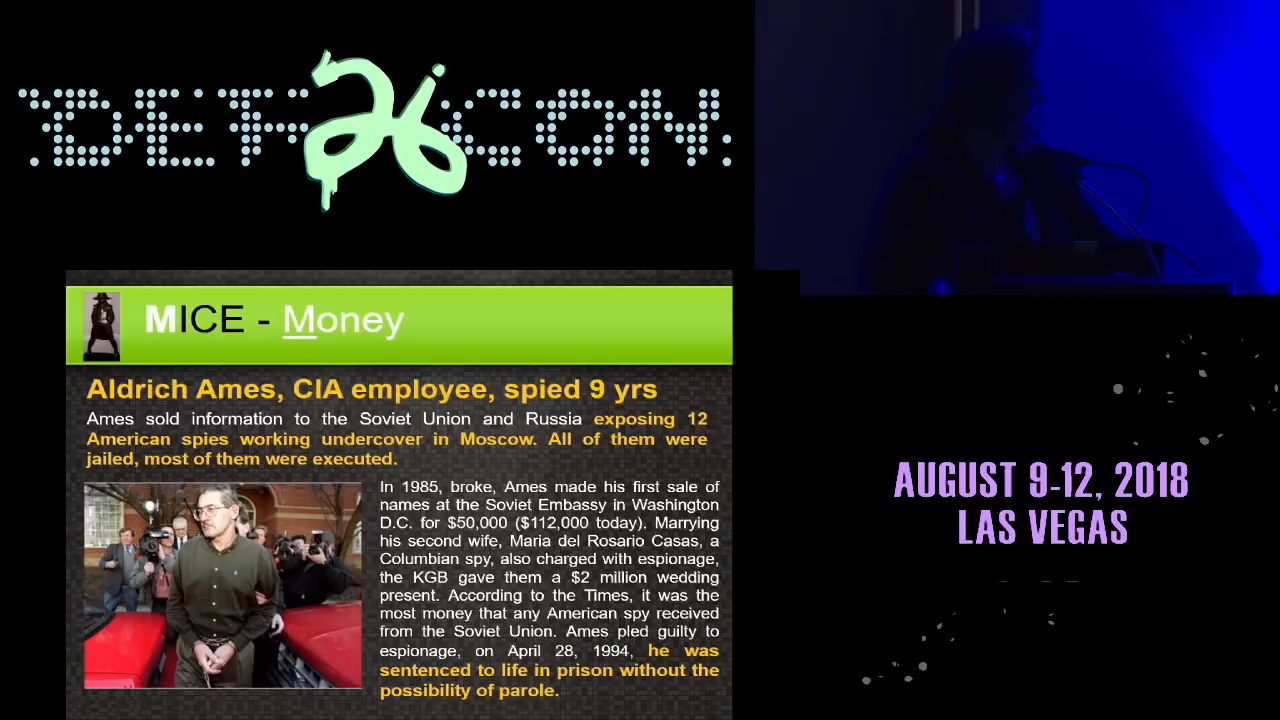 DEF 26 CON
MICE - Money
Aldrich Ames, CIA employee, spied 9 yrs
Ames sold information to the Soviet Union and Russia exposing 12
American spies working undercover in Moscow. All of them were
jailed, most of them were executed.
In 1985, broke, Ames made his first sale of
names at the Soviet Embassy in Washington
D.C. for $50,000 ($112,000 today). Marrying
his second wife, Maria del Rosario Casas, a
Columbian spy, also charged with espionage,
the KGB gave them a $2 million wedding
present. According to the Times, it was the
most money that any American spy received
from the Soviet Union. Ames pled guilty to
espionage, on April 28, 1994, he was
sentenced to life in prison without the
possibility of parole.
AUGUST 9-12, 2018
LAS VEGAS